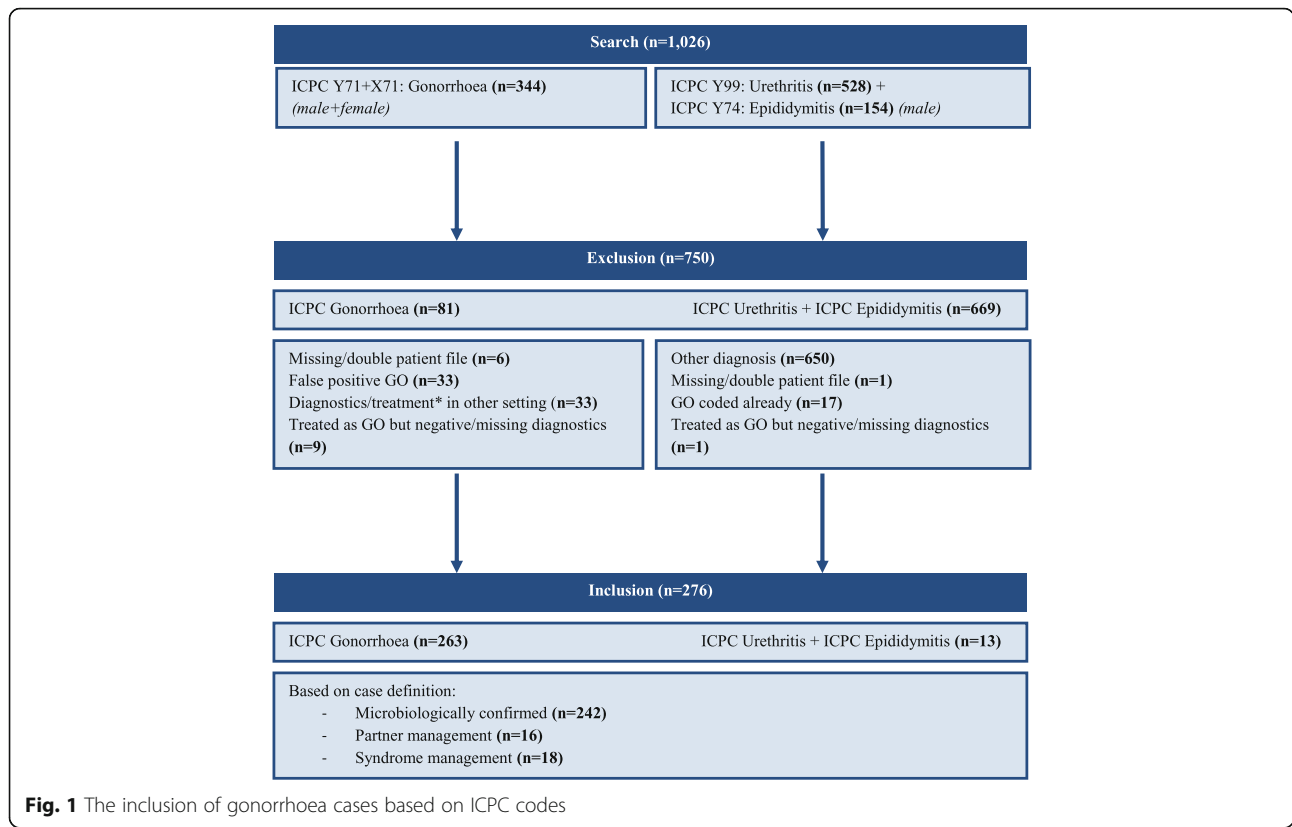 Search (n=1,026)
ICPC Y71+X71: Gonorrhoea (n=344)
(male+female)
ICPC Y99: Urethritis (n=528) +
ICPC Y74: Epididymitis (n=154) (male)
Exclusion (n=750)
ICPC Gonorrhoea (n=81)
ICPC Urethritis + ICPC Epididymitis (n=669)
Missing/double patient file (n=6)
False positive GO (n=33)
Diagnostics/treatment* in other setting (n=33)
Treated as GO but negative/missing diagnostics
(n=9)
Other diagnosis (n=650)
Missing/double patient file (n=1)
GO coded already (n=17)
Treated as GO but negative/missing diagnostics
(n=1)
Inclusion (n=276)
ICPC Gonorrhoea (n=263)
ICPC Urethritis + ICPC Epididymitis (n=13)
Based on case definition:
- Microbiologically confirmed (n=242)
- Partner management (n=16)
- Syndrome management (n=18)
Fig. 1 The inclusion of gonorrhoea cases based on ICPC codes